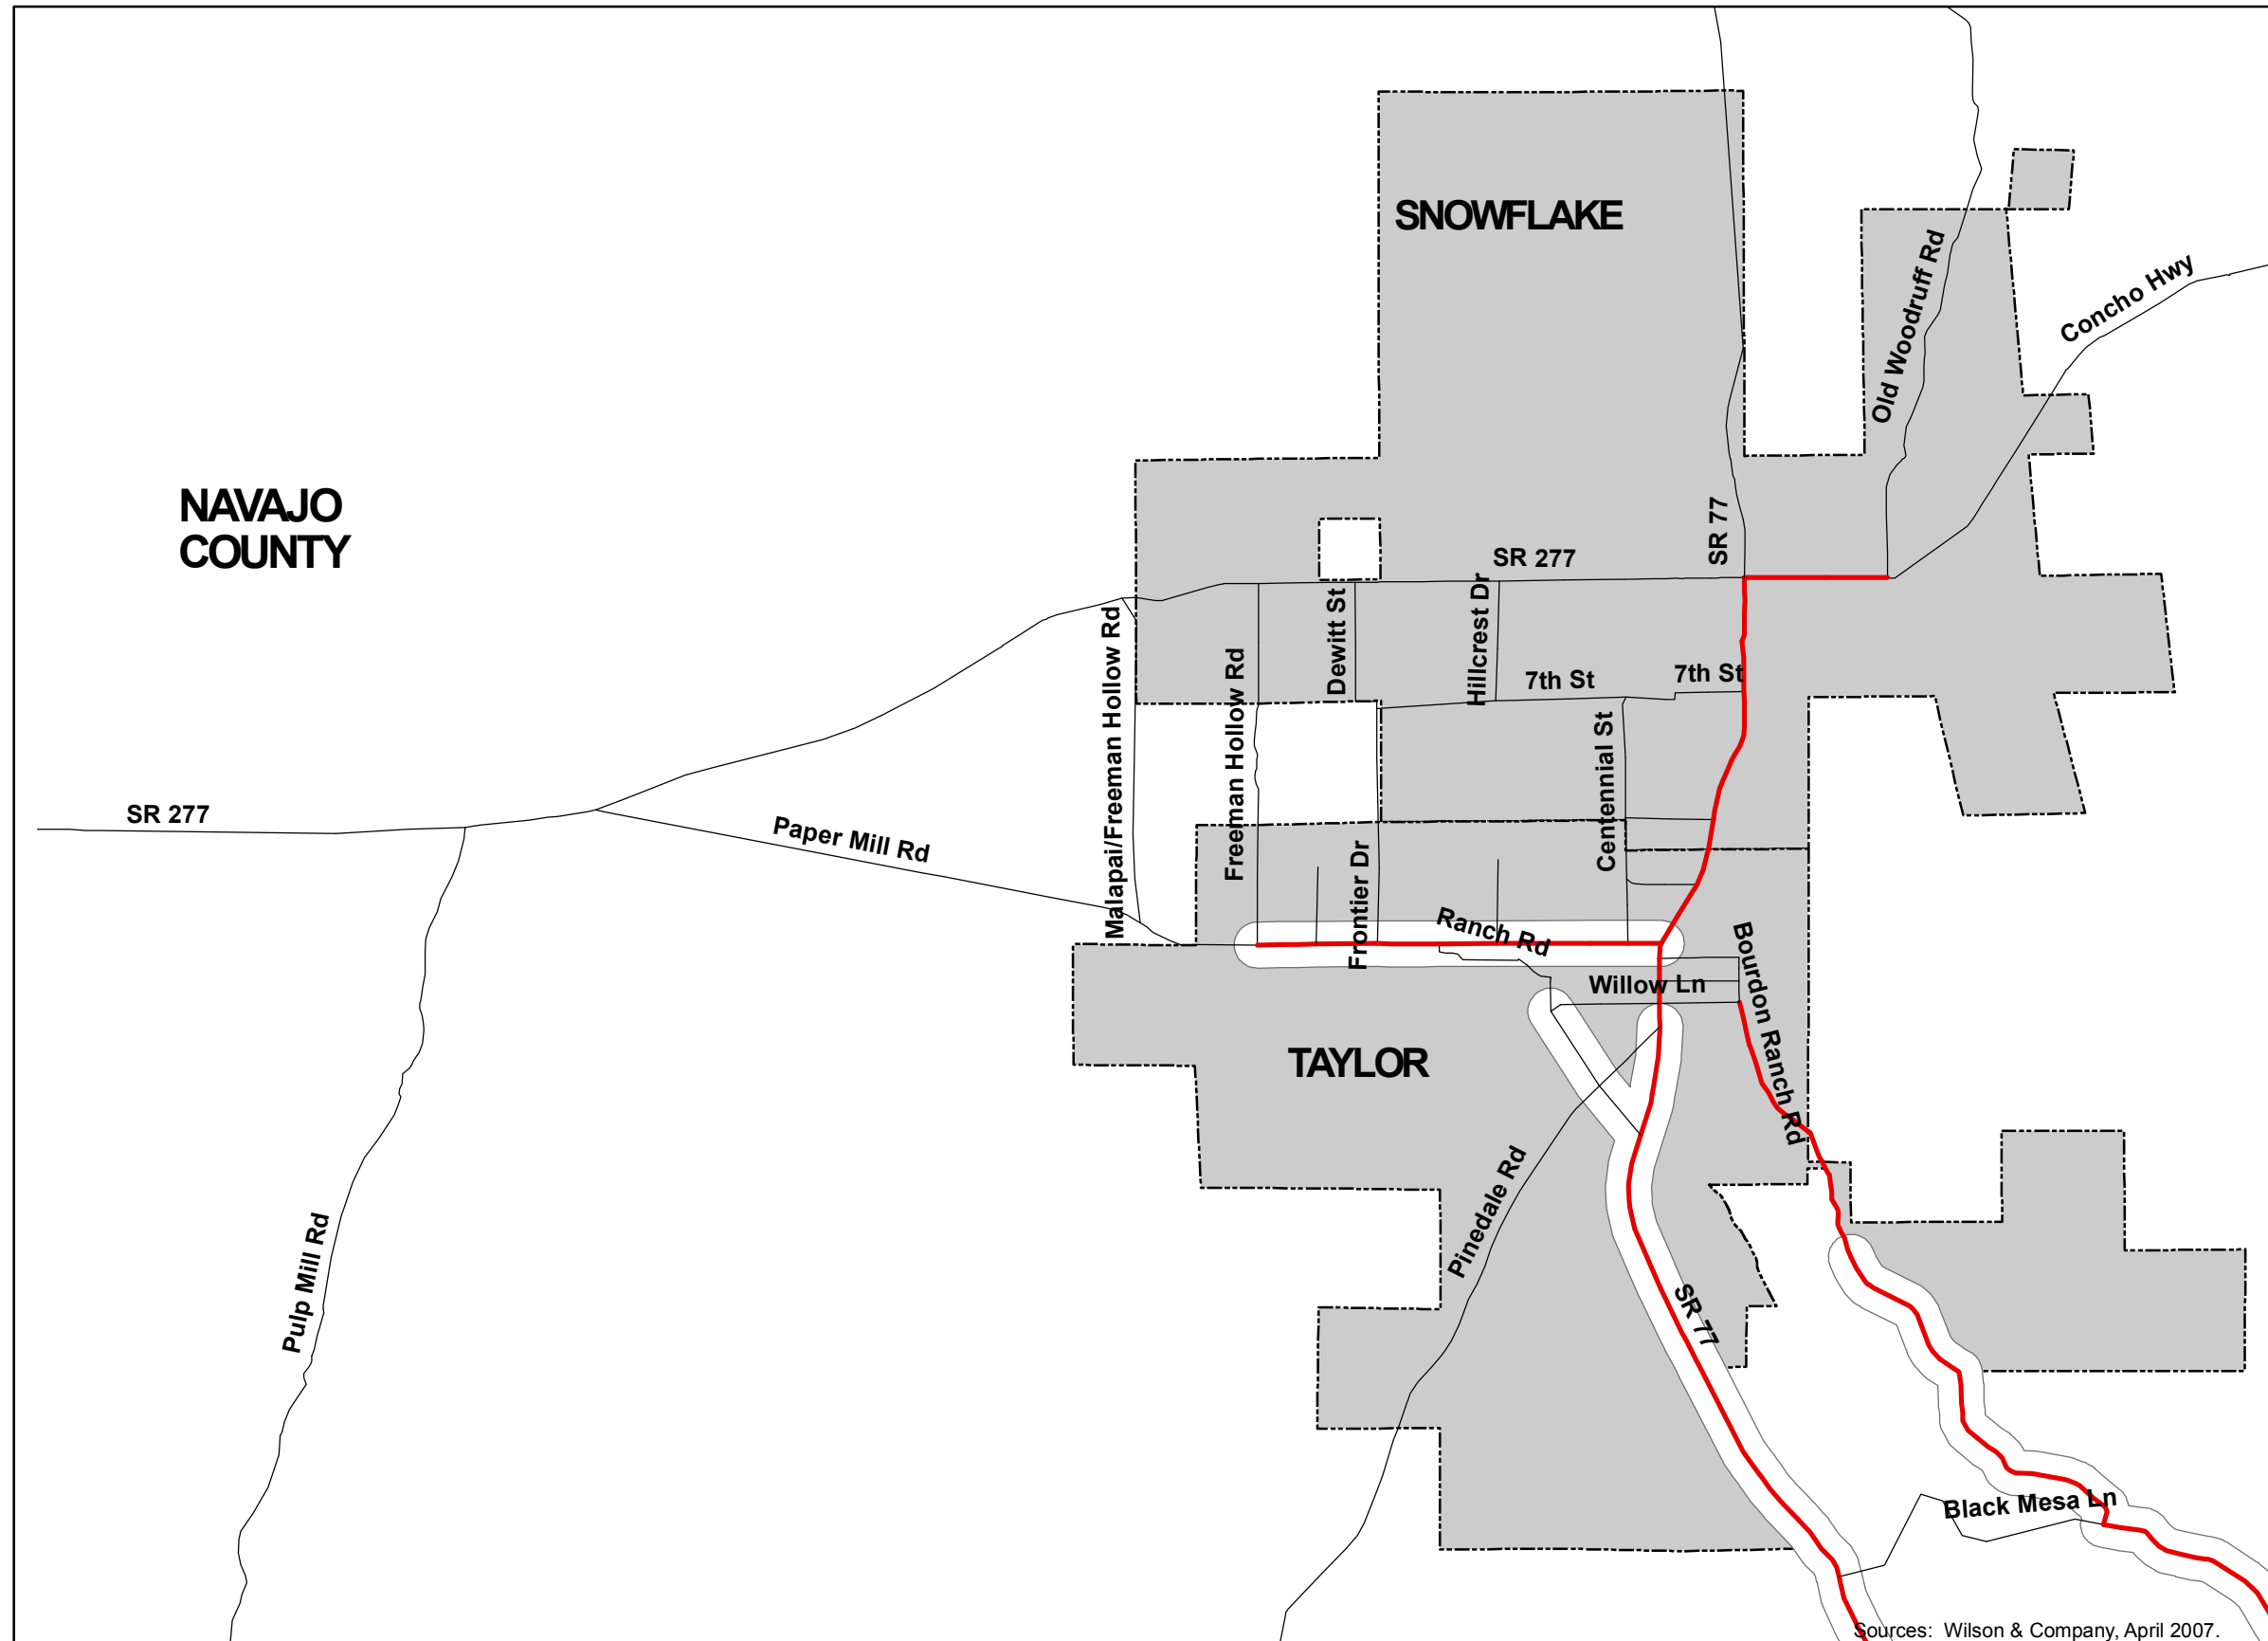 SNOWFLAKE
Old Woodruff Rd
Concho Hwy
NAVAJO
COUNTY
SR 77
SR 277
Dewitt St
Hillcrest Dr
7th St
7th St
Malapai/Freeman Hollow Rd
Freeman Hollow Rd
Centennial St
SR 277
Paper Mill Rd
Frontier Dr
Ranch Rd
Bourdon Ranch Rd
Willow Ln
TAYLOR
Pinedale Rd
Pulp Mill Rd
SR 77
Black Mesa Ln
Sources: Wilson & Company, April 2007.